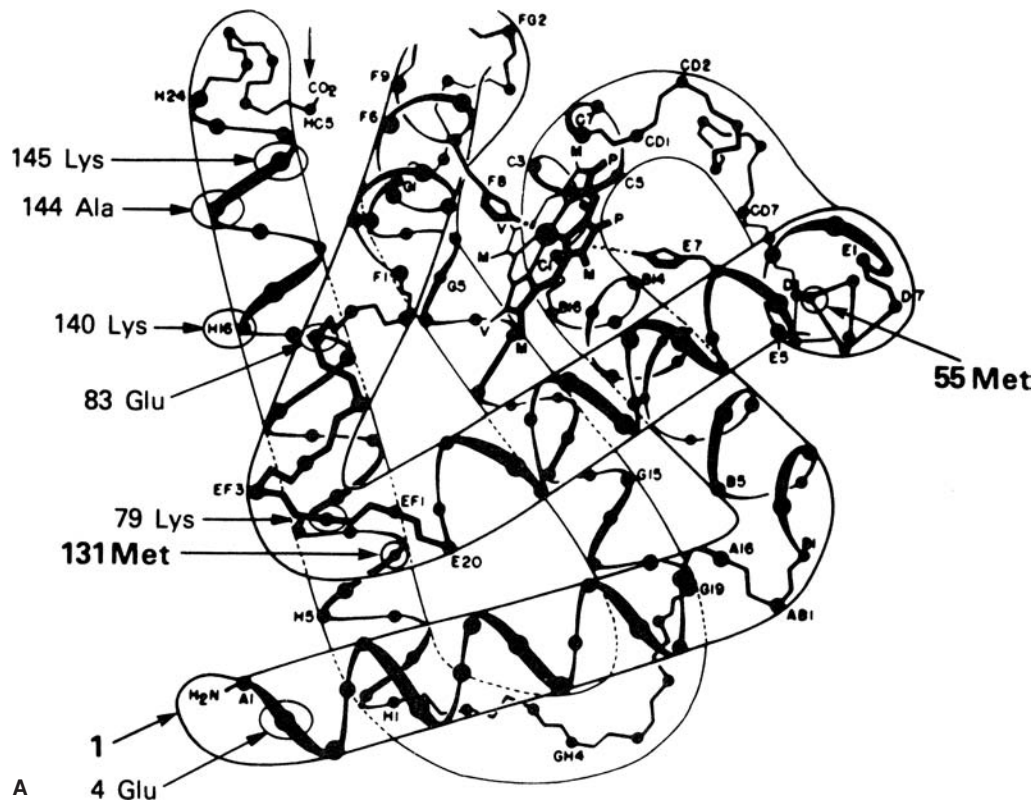 FG2
F9
CO2
H24
HC5
F6
CD2
C7
CD1
M
P
C3
C5
145 Lys
F8
144 Ala
V
P
CD7
M
C1
E7
E1
M
F1
G5
B14
D7
B16
140 Lys
H16
V
M
E5
83 Glu
55 Met
EF3
EF1
G15
B5
79 Lys
131 Met
E20
A16
G19
B1
H5
AB1
H2N
A1
H1
1
GH4
A
4 Glu